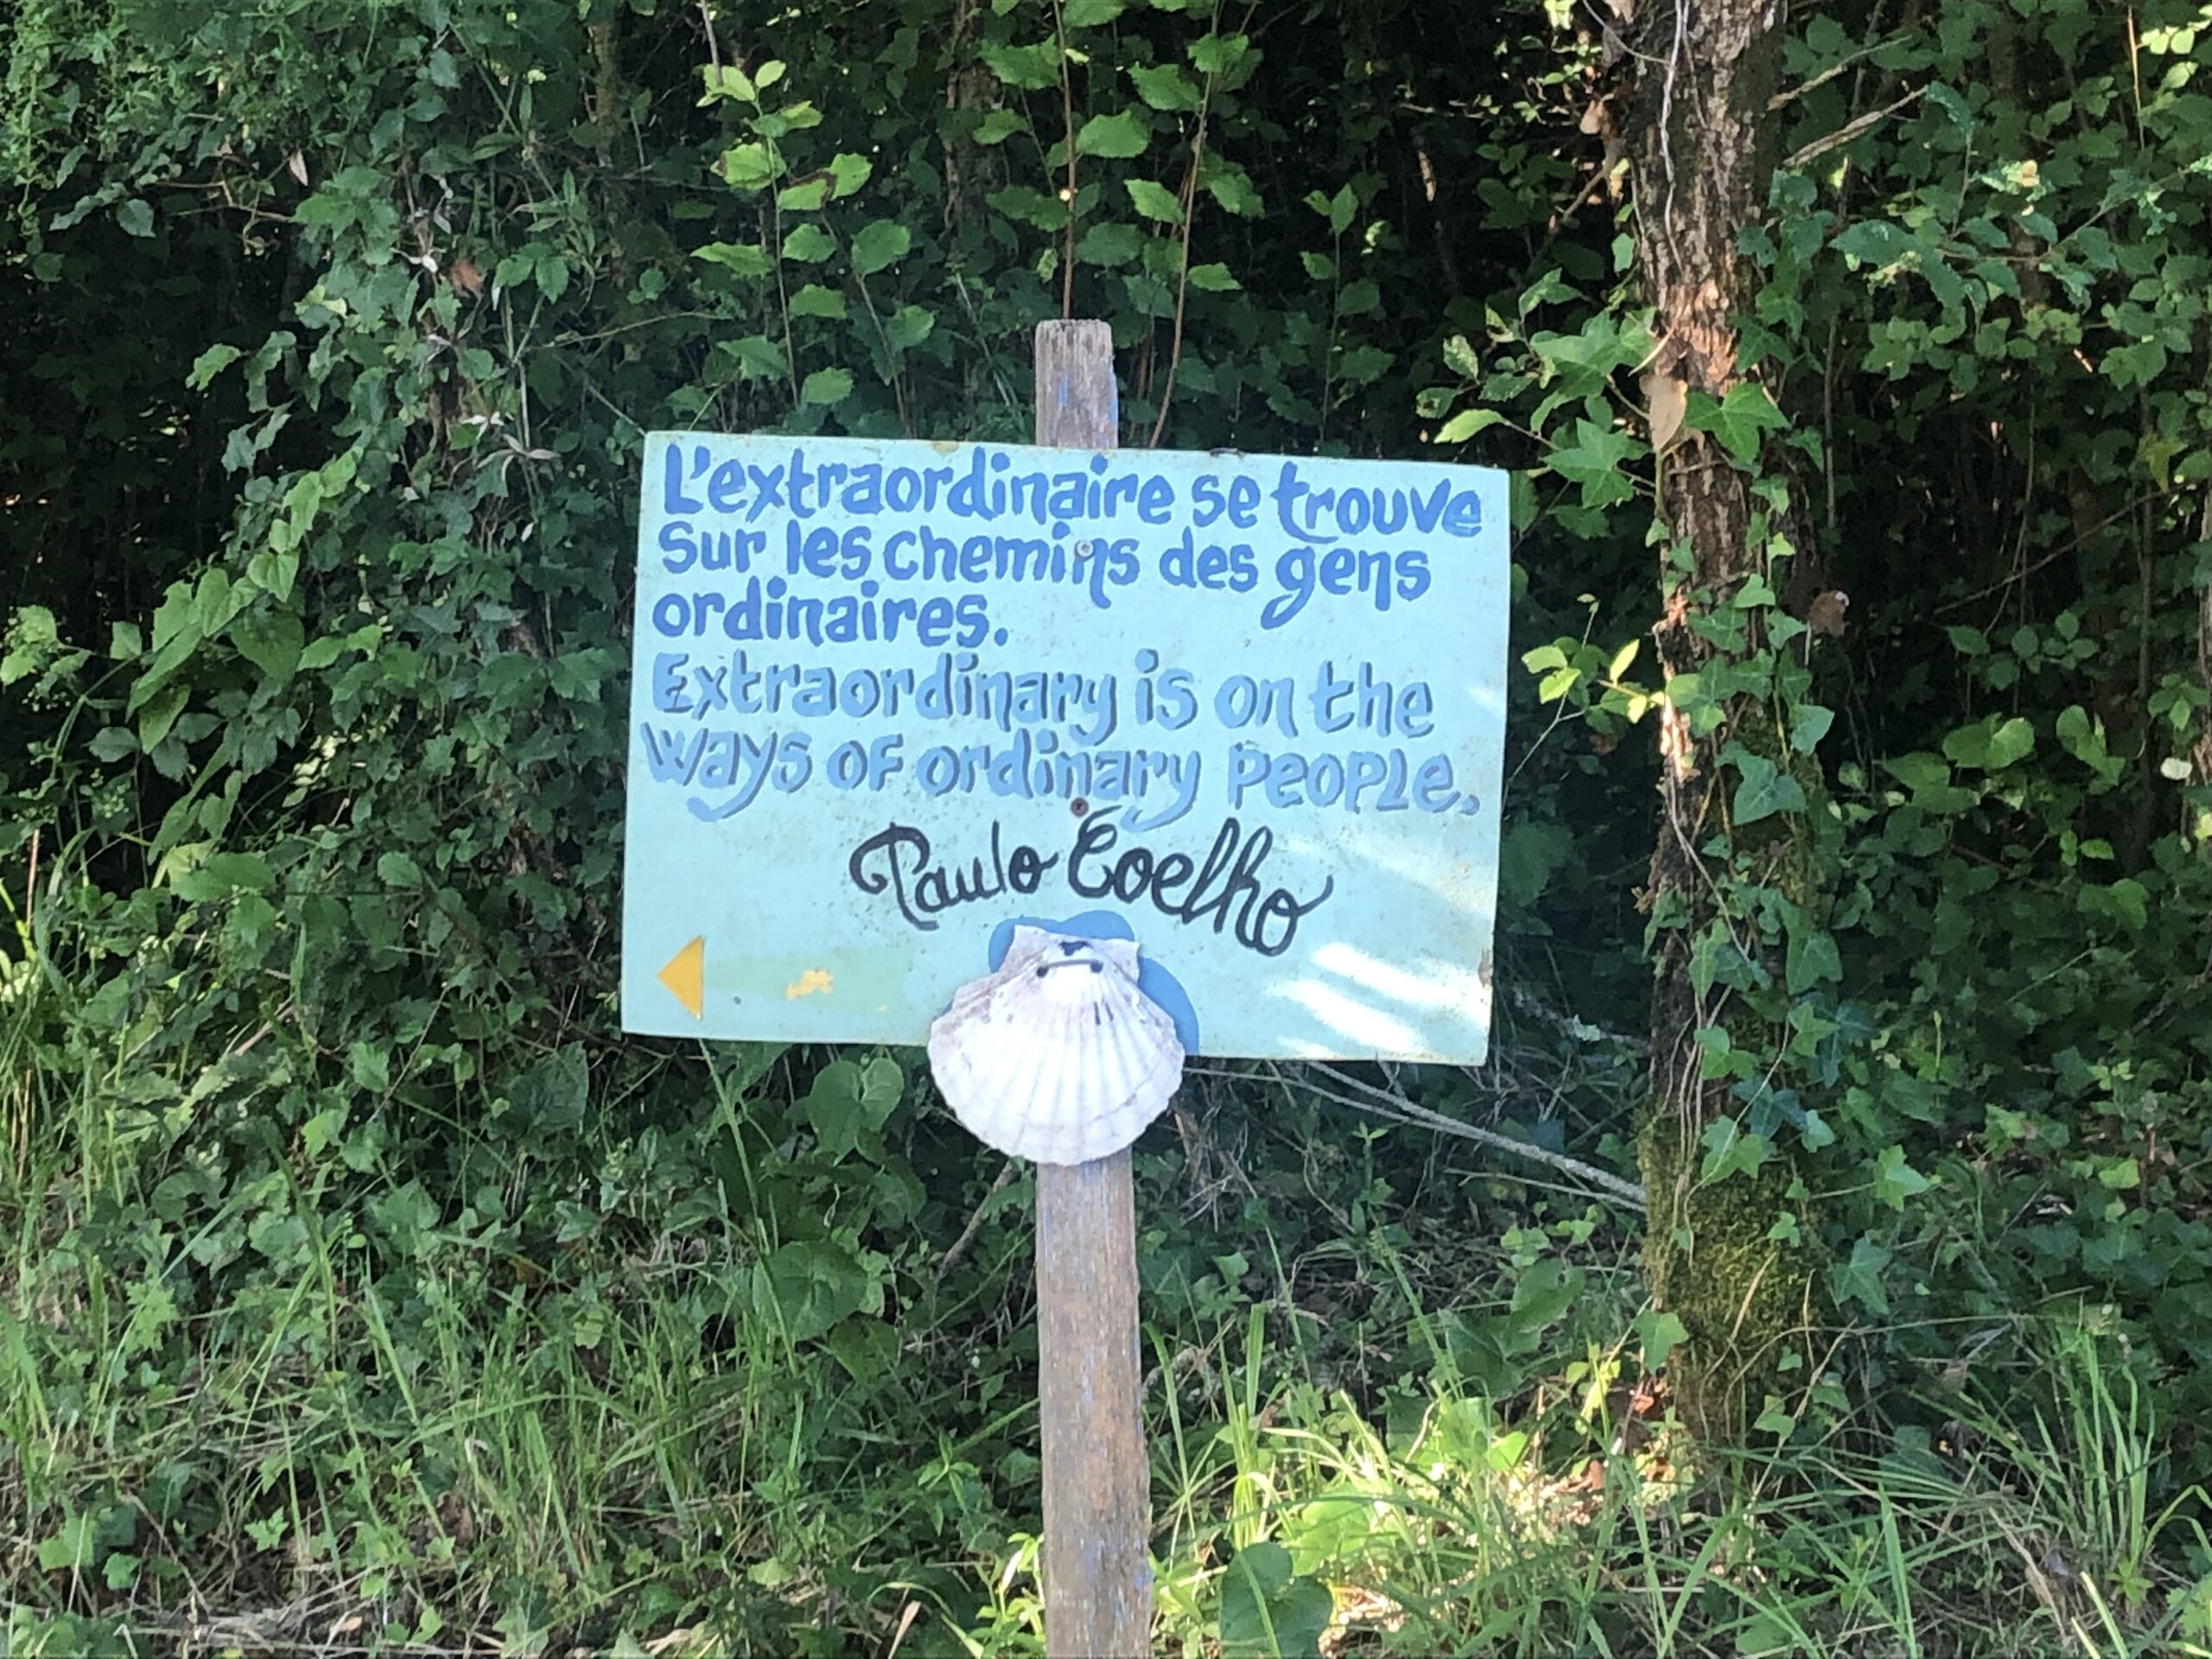 L'extraordinaire se trouve
sur les chemins des gens
ordinaires.
Extraordinary is on the
ways of ordinary people.
Paulo Coelho